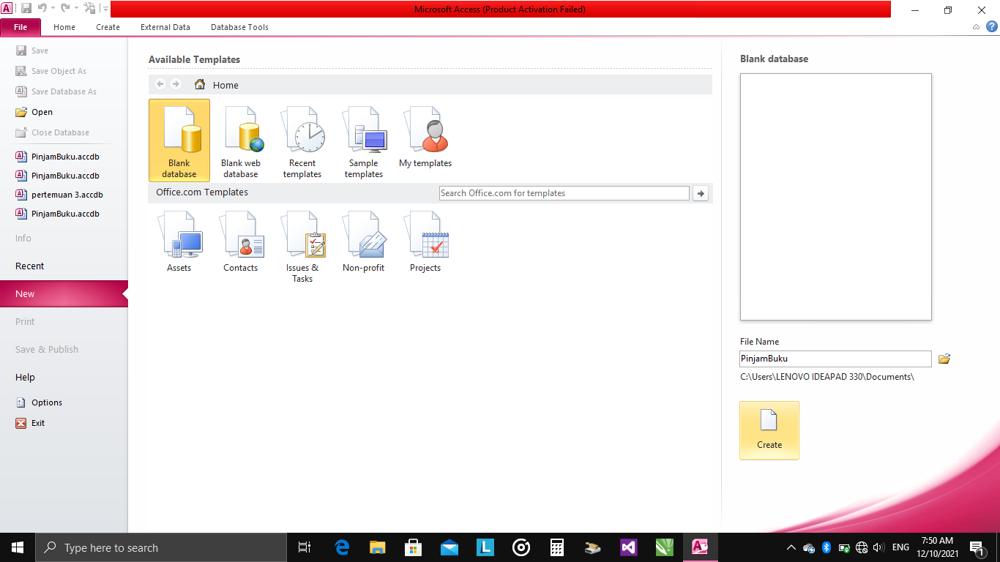 Microsoft Access (Product Activation Failed)
File Home Create External Data Database Tools
Save
Save Object As
Save Database As
Open
Close Database
PinjamBuku.accdb
PinjamBuku.accdb
pertemuan 3.accdb
PinjamBuku.accdb
Info
Recent
New
Print
Save & Publish
Help
Options
Exit
Available Templates
Home
Blank database
Blank web database
Recent templates
Sample templates
My templates
Office.com Templates
Search Office.com for templates
Assets
Contacts
Issues & Tasks
Non-profit
Projects
Blank database
File Name
PinjamBuku
C:\Users\LENOVO IDEAPAD 330\Documents\
Create
Type here to search
ENG
7:50 AM
12/10/2021
1